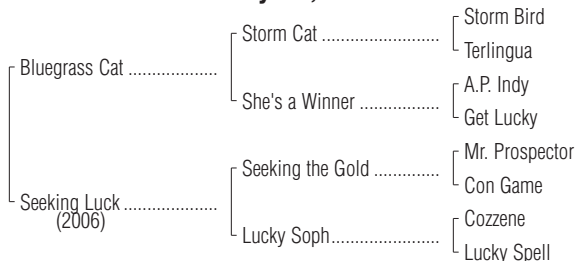 Storm Bird
Storm Cat ........................
Terlingua
Bluegrass Cat ..................
A.P. Indy
She's a Winner ................
Get Lucky
Mr. Prospector
Seeking the Gold .............
Con Game
Seeking Luck ...................
(2006)
Cozzene
Lucky Soph......................
Lucky Spell